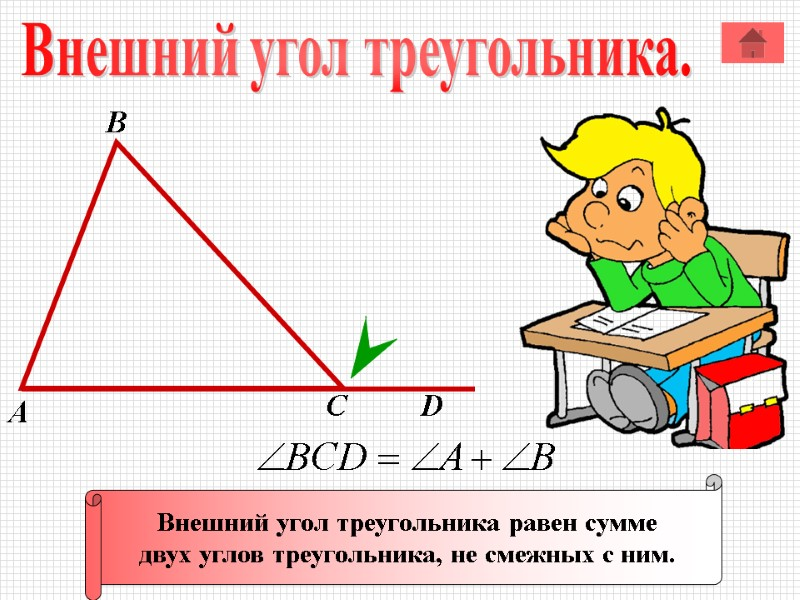 Внешний угол треугольника.
B
A
C
D
∠BCD = ∠A + ∠B
Внешний угол треугольника равен сумме
двух углов треугольника, не смежных с ним.